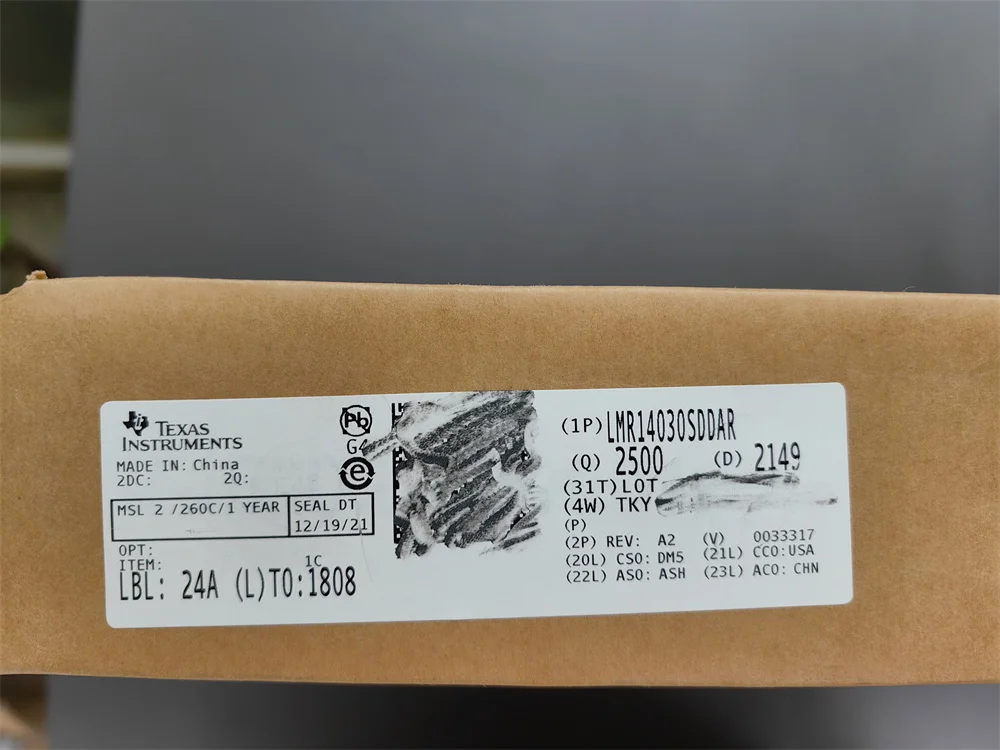 TEXAS
INSTRUMENTS
MADE IN: China
2DC: 2Q:
MSL 2 /260C/1 YEAR
SEAL DT
12/19/21
OPT:
ITEM:
1C
LBL: 24A (L)TO:1808
Pb
G4
e
(1P)LMR14030SDDAR
(Q) 2500 (D) 2149
(31T)LOT
(4W) TKY
(P)
(2P) REV: A2 (V) 0033317
(20L) CSO: DM5 (21L) CCO:USA
(22L) ASO: ASH (23L) ACO: CHN